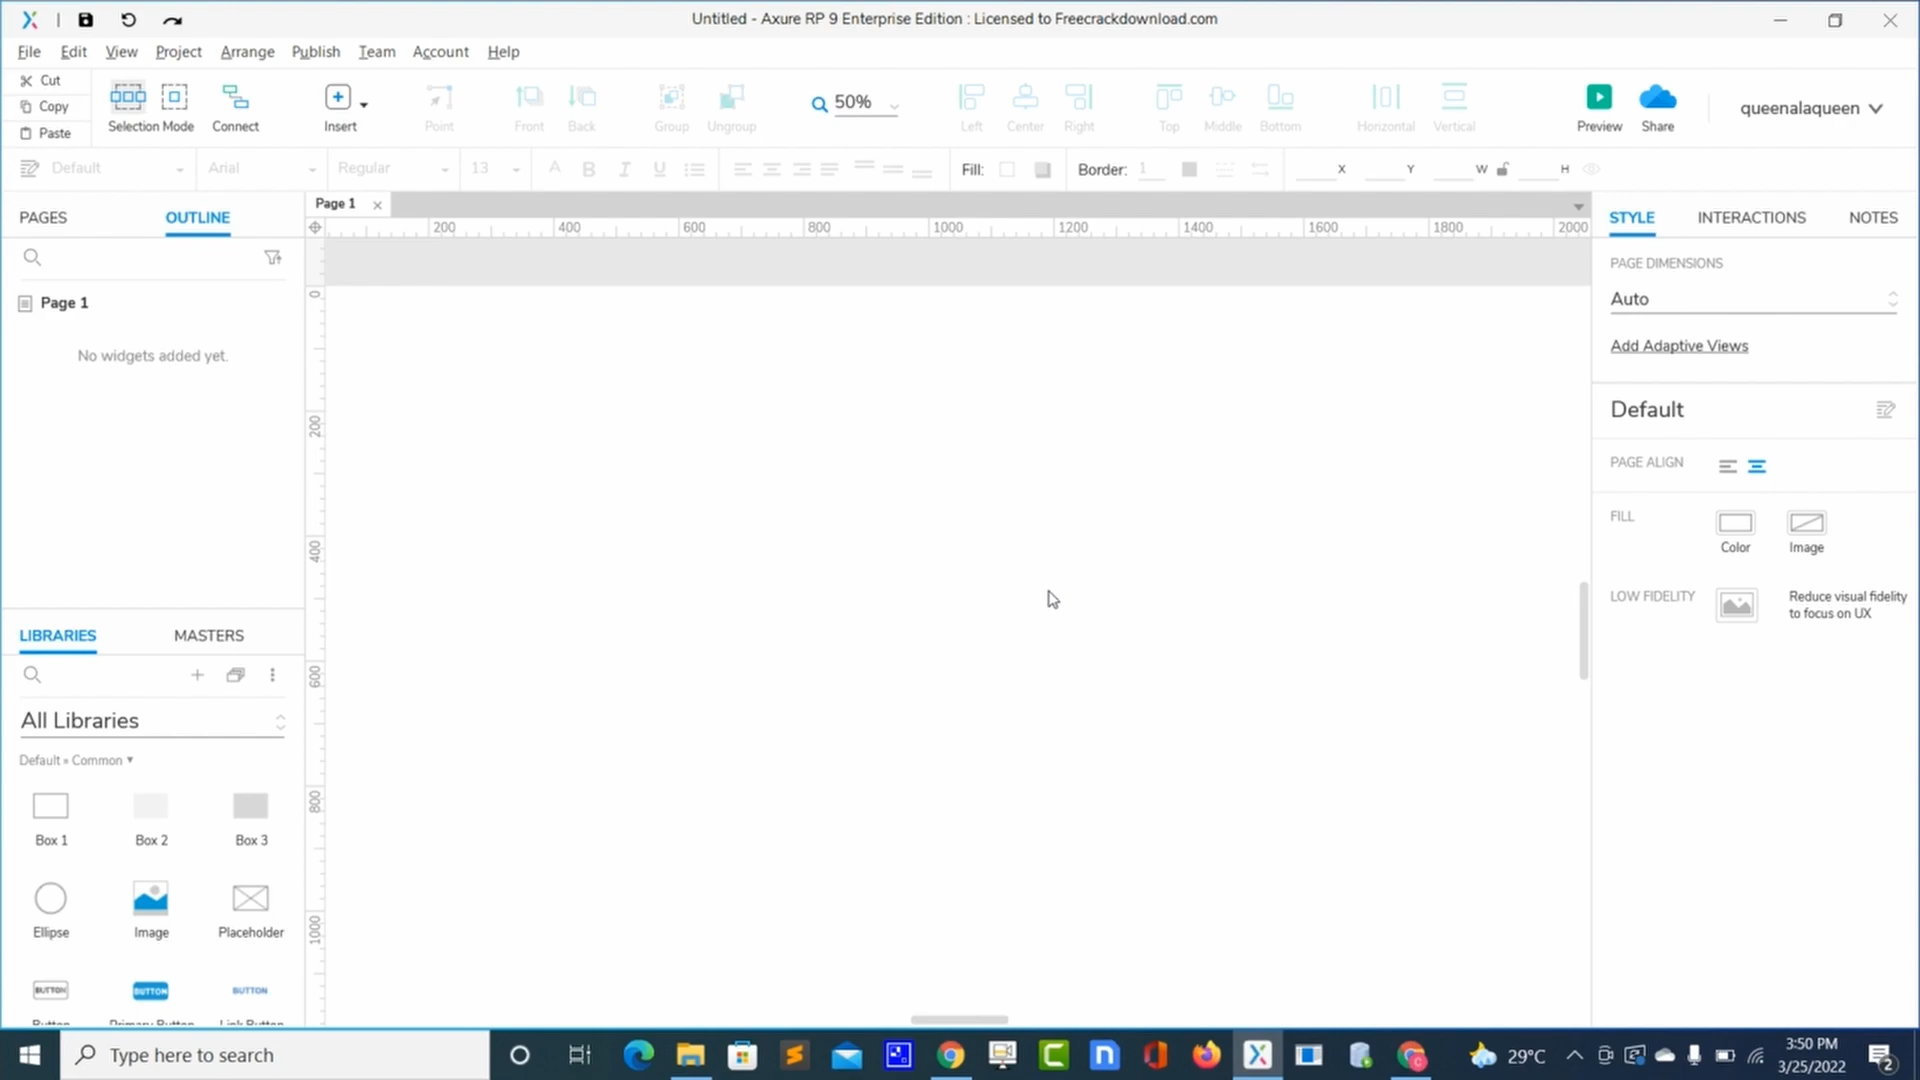 Untitled - Axure RP 9 Enterprise Edition : Licensed to Freecrackdownload.com
File Edit View Project Arrange Publish Team Account Help
Cut
Copy
Paste
Selection Mode
Connect
Insert
Point
Front
Back
Group
Ungroup
50%
Left
Center
Right
Top
Middle
Bottom
Horizontal
Vertical
Preview
Share
queenalaqueen
Default
Arial
Regular
13
Fill:
Border:
1
X
Y
W
H
PAGES
OUTLINE
Page 1
No widgets added yet.
Page 1
200 400 600 800 1000 1200 1400 1600 1800 2000
0
200
400
600
800
1000
LIBRARIES
MASTERS
All Libraries
Default » Common
Box 1
Box 2
Box 3
Ellipse
Image
Placeholder
BUTTON
BUTTON
BUTTON
Button
Primary Button
Link Button
STYLE
INTERACTIONS
NOTES
PAGE DIMENSIONS
Auto
Add Adaptive Views
Default
PAGE ALIGN
FILL
Color
Image
LOW FIDELITY
Reduce visual fidelity
to focus on UX
Type here to search
29°C
3:50 PM
3/25/2022
2